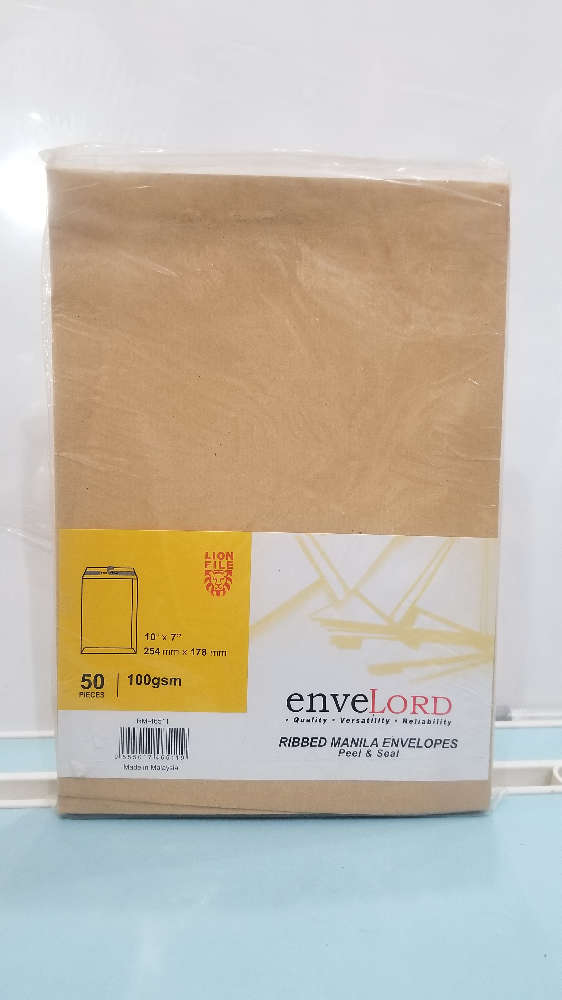 LION
FILE
10" x 7"
254 mm x 178 mm
50
PIECES
100gsm
enveLORD
• Quality • Versatility • Reliability
RIBBED MANILA ENVELOPES
Peel & Seal
Made in Malaysia